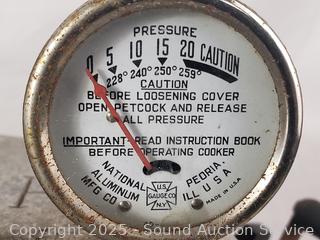 PRESSURE
0 5 10 15 20 CAUTION
228° 240° 250° 259°
CAUTION
BEFORE LOOSENING COVER
OPEN PETCOCK AND RELEASE
ALL PRESSURE
IMPORTANT-READ INSTRUCTION BOOK
BEFORE OPERATING COOKER
NATIONAL ALUMINUM MFG CO
PEORIA, ILL USA
U.S.
GAUGE CO
N.Y.
MADE IN U.S.A.
Copyright 2025 - Sound Auction Service